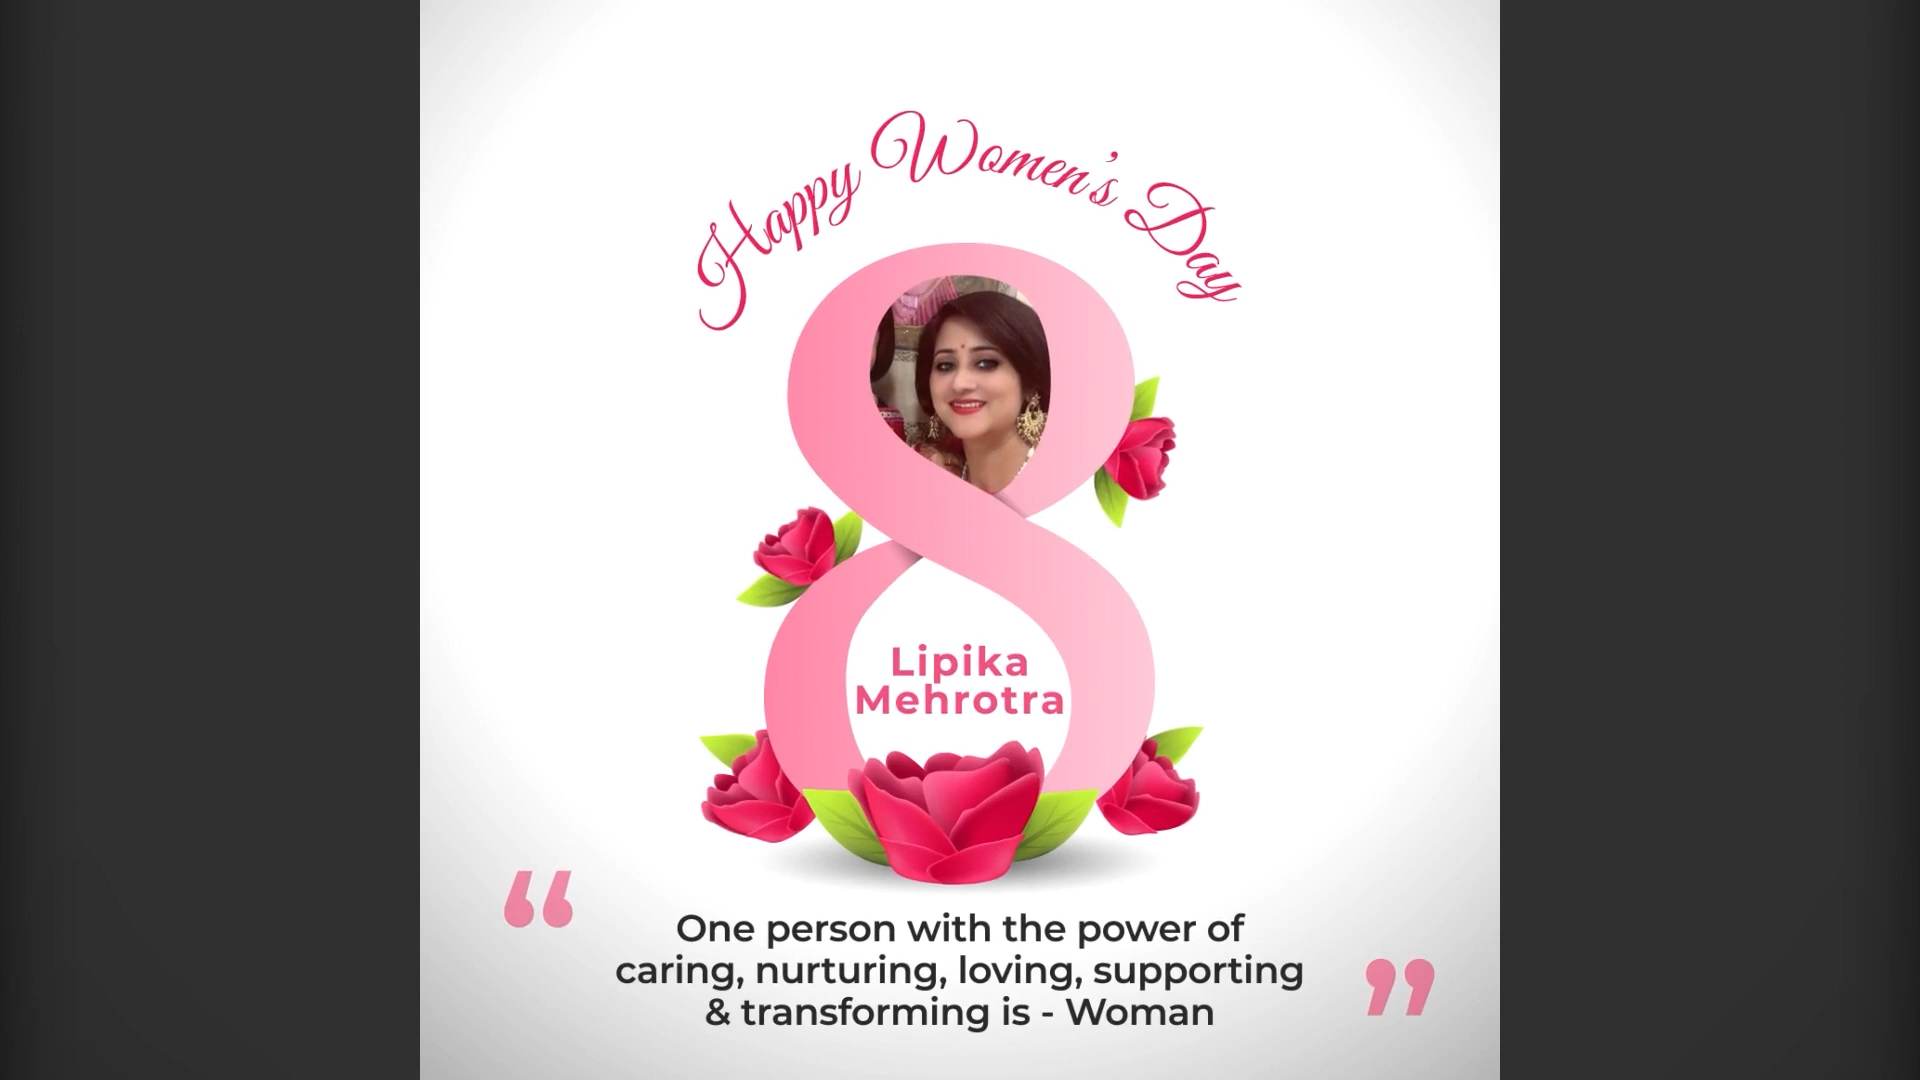 Happy Women's Day
Lipika
Mehrotra
“ One person with the power of
caring, nurturing, loving, supporting
& transforming is - Woman ”